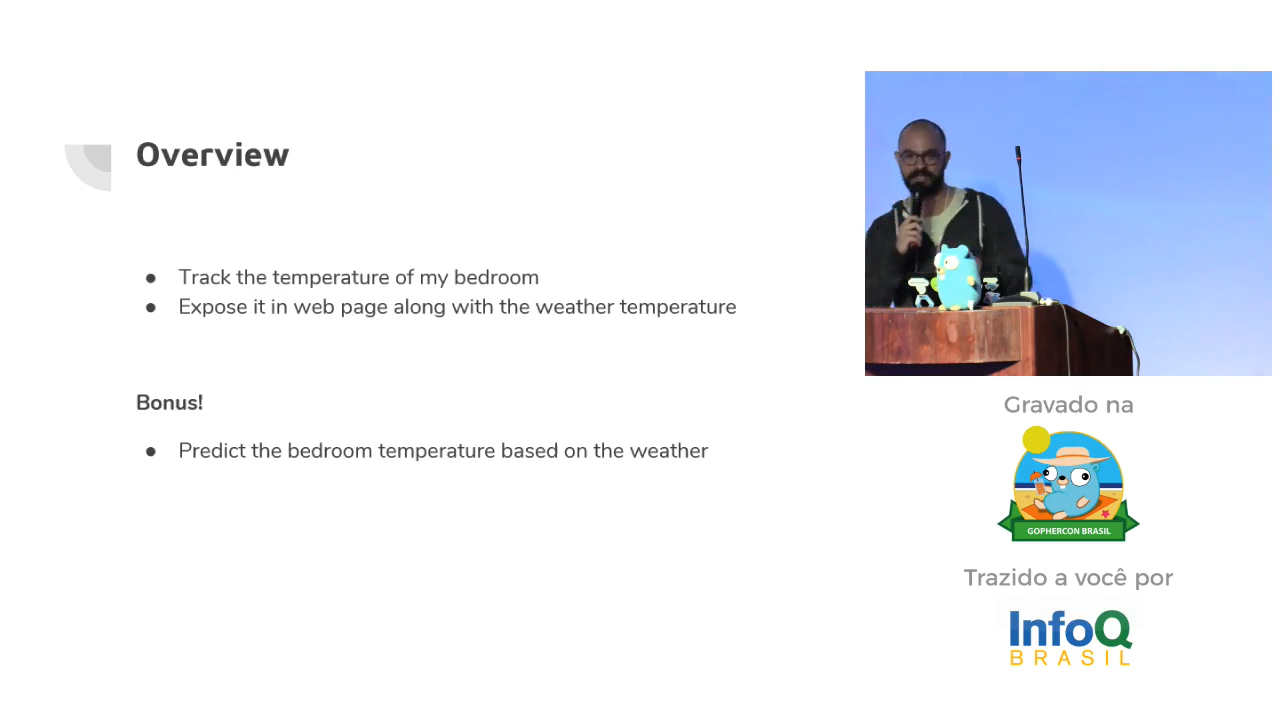 Overview
● Track the temperature of my bedroom
● Expose it in web page along with the weather temperature
Bonus!
● Predict the bedroom temperature based on the weather
Gravado na
GOPHERCON BRASIL
Trazido a você por
InfoQ
BRASIL